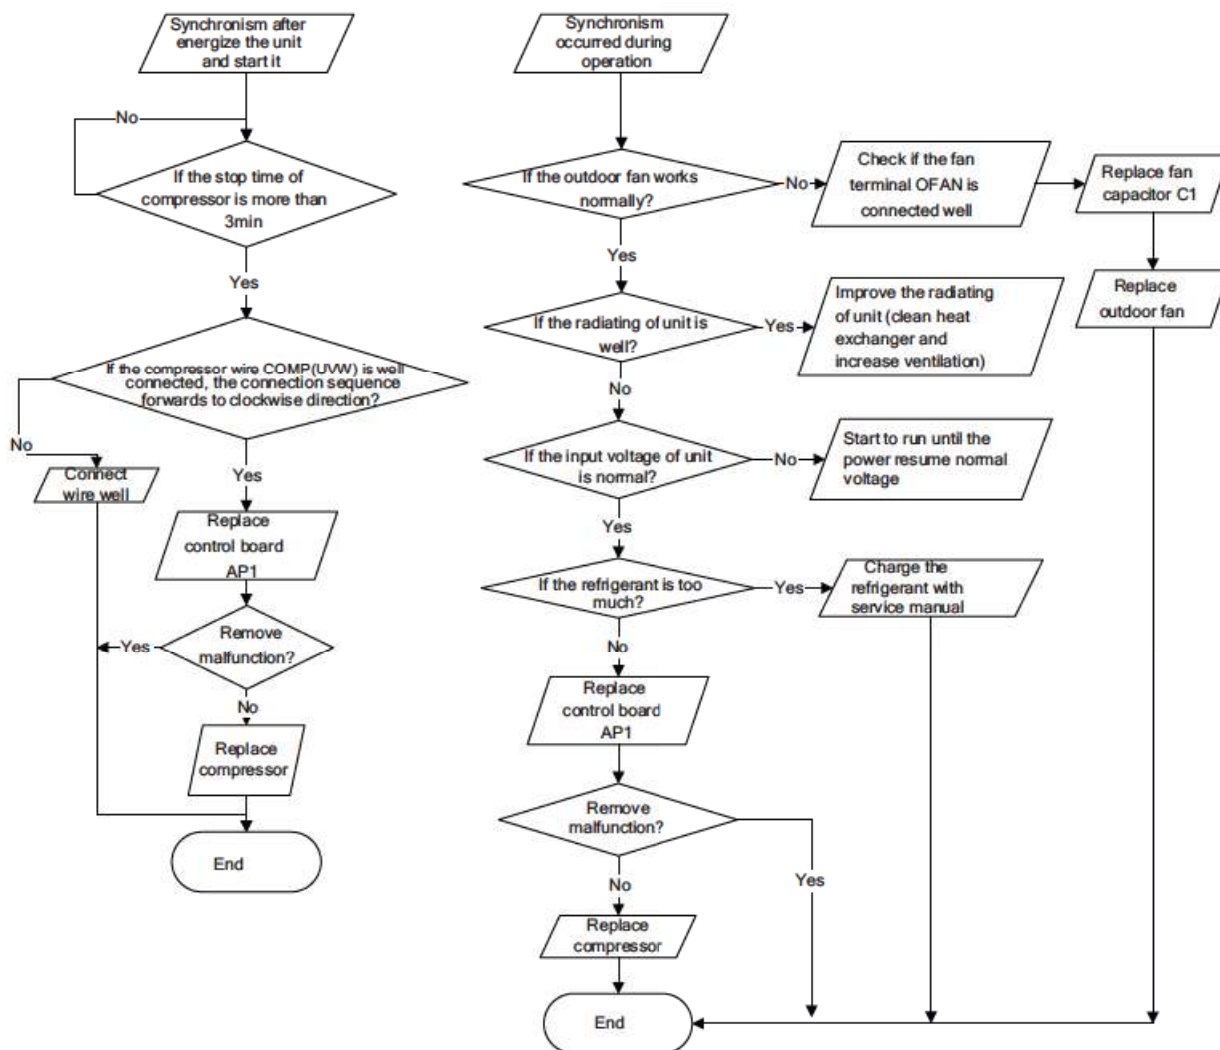 Synchronism after
energize the unit
and start it
No
If the stop time of
compressor is more than
3min
Yes
If the compressor wire COMP(UVW) is well
connected, the connection sequence
forwards to clockwise direction?
No
Connect
wire well
Yes
Replace
control board
AP1
Remove
malfunction?
Yes
No
Replace
compressor
End
Synchronism
occurred during
operation
If the outdoor fan works
normally?
No
Check if the fan
terminal OFAN is
connected well
Replace fan
capacitor C1
Replace
outdoor fan
Yes
If the radiating of unit is
well?
Yes
Improve the radiating
of unit (clean heat
exchanger and
increase ventilation)
No
If the input voltage of unit
is normal?
No
Start to run until the
power resume normal
voltage
Yes
If the refrigerant is too
much?
Yes
Charge the
refrigerant with
service manual
No
Replace
control board
AP1
Remove
malfunction?
Yes
No
Replace
compressor
End